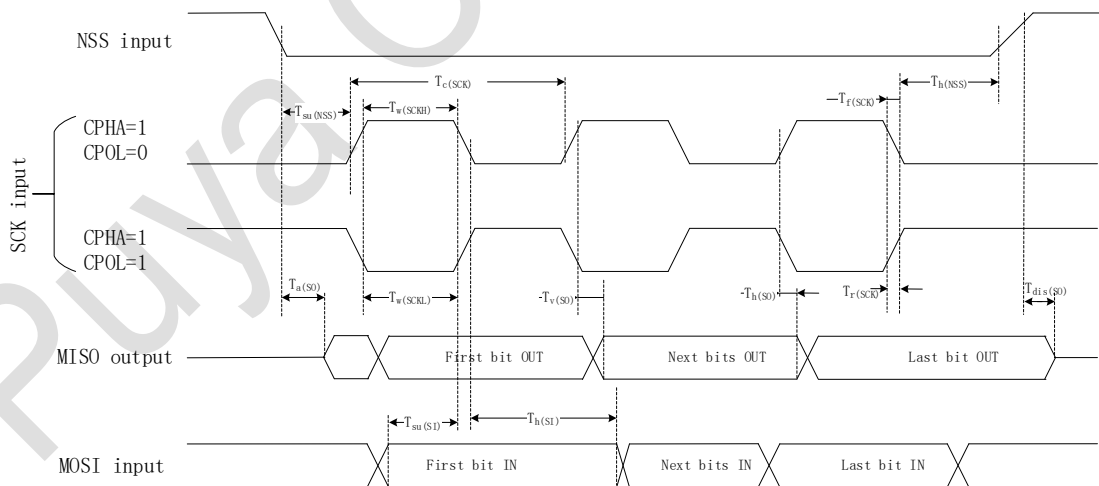 NSS input
Tc(SCK)
Tsu(NSS)
Tw(SCKH)
Tf(SCK)
Th(NSS)
CPHA=1
CPOL=0
SCK input
CPHA=1
CPOL=1
Ta(SO)
Tw(SCKL)
Tv(SO)
Th(SO)
Tr(SCK)
Tdis(SO)
MISO output
First bit OUT
Next bits OUT
Last bit OUT
Tsu(SI)
Th(SI)
MOSI input
First bit IN
Next bits IN
Last bit IN
Puya